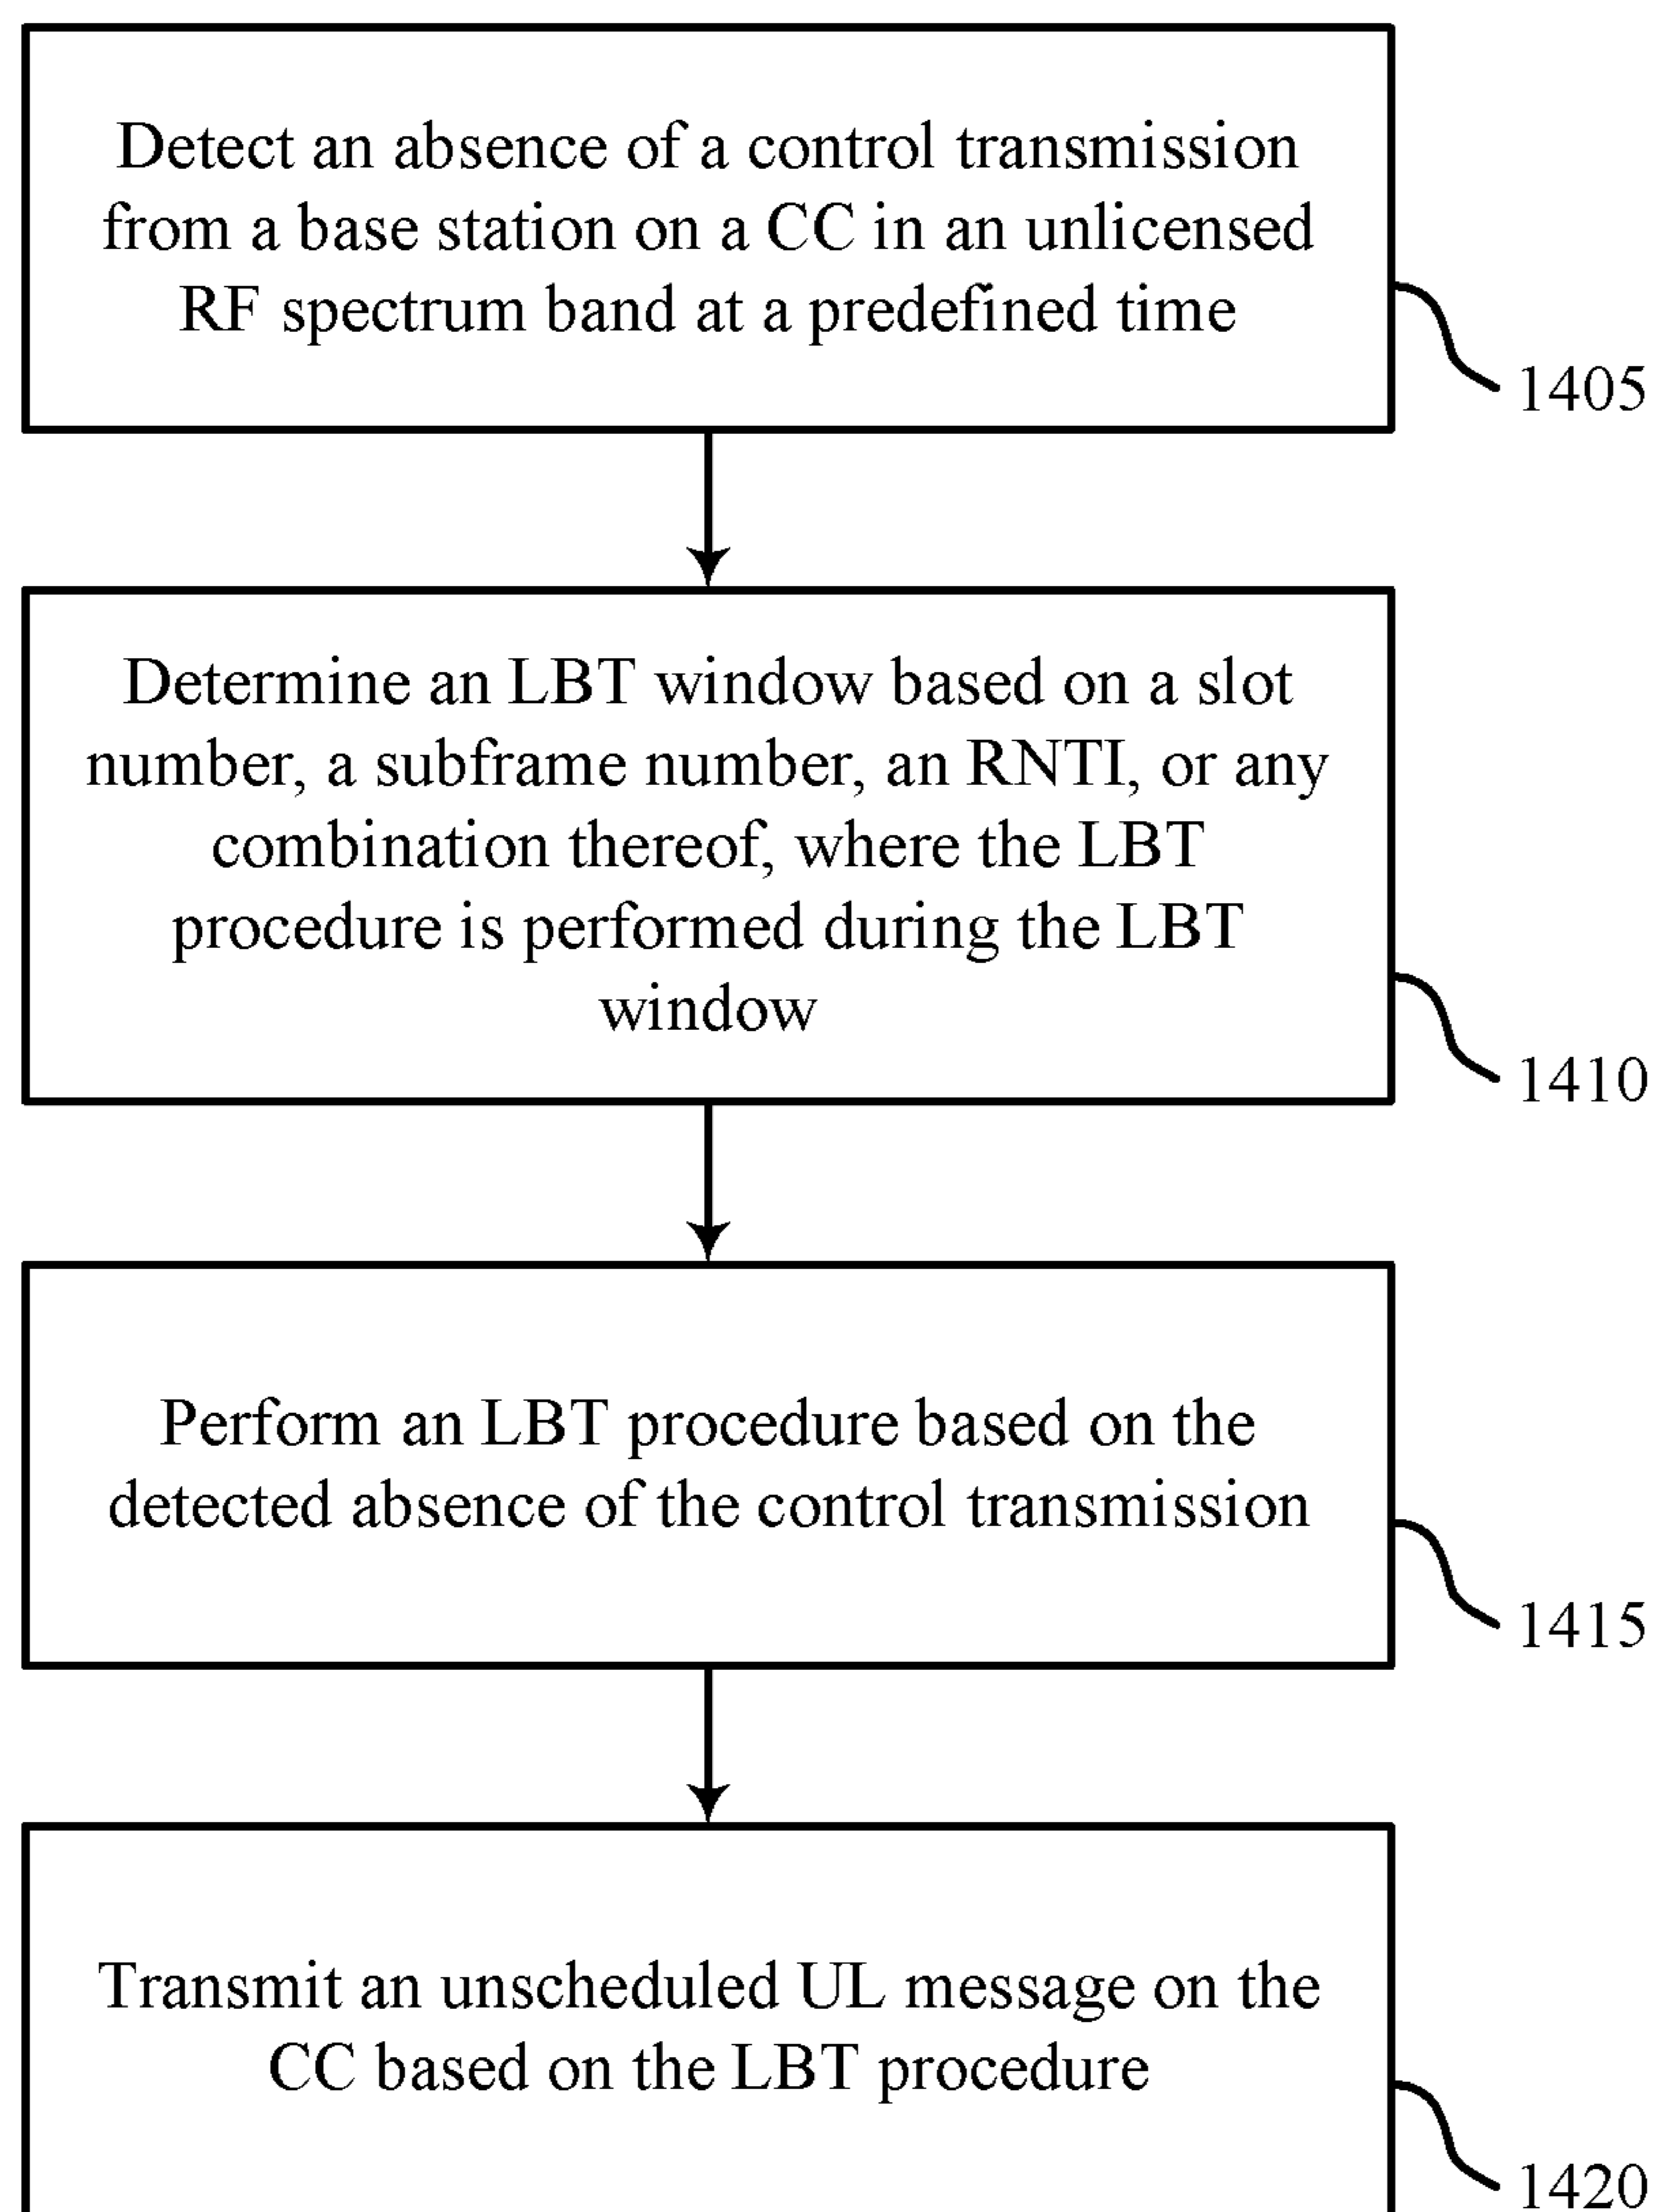 Detect an absence of a control transmission
from a base station on a CC in an unlicensed
RF spectrum band at a predefined time
1405
Determine an LBT window based on a slot
number, a subframe number, an RNTI, or any
combination thereof, where the LBT
procedure is performed during the LBT
window
1410
Perform an LBT procedure based on the
detected absence of the control transmission
1415
Transmit an unscheduled UL message on the
CC based on the LBT procedure
1420